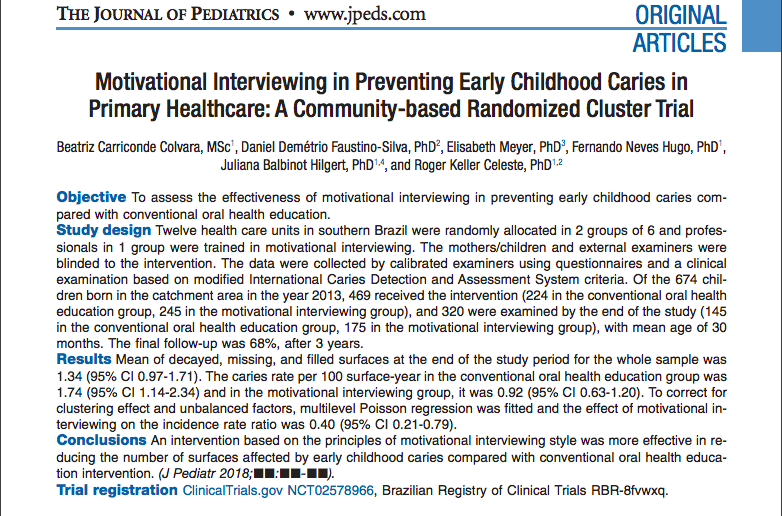 THE JOURNAL OF PEDIATRICS • www.jpeds.com
ORIGINAL
ARTICLES
Motivational Interviewing in Preventing Early Childhood Caries in
Primary Healthcare: A Community-based Randomized Cluster Trial
Beatriz Carriconde Colvara, MSc1, Daniel Demétrio Faustino-Silva, PhD2, Elisabeth Meyer, PhD3, Fernando Neves Hugo, PhD1,
Juliana Balbinot Hilgert, PhD1,4, and Roger Keller Celeste, PhD1,2
Objective To assess the effectiveness of motivational interviewing in preventing early childhood caries com-
pared with conventional oral health education.
Study design Twelve health care units in southern Brazil were randomly allocated in 2 groups of 6 and profes-
sionals in 1 group were trained in motivational interviewing. The mothers/children and external examiners were
blinded to the intervention. The data were collected by calibrated examiners using questionnaires and a clinical
examination based on modified International Caries Detection and Assessment System criteria. Of the 674 chil-
dren born in the catchment area in the year 2013, 469 received the intervention (224 in the conventional oral health
education group, 245 in the motivational interviewing group), and 320 were examined by the end of the study (145
in the conventional oral health education group, 175 in the motivational interviewing group), with mean age of 30
months. The final follow-up was 68%, after 3 years.
Results Mean of decayed, missing, and filled surfaces at the end of the study period for the whole sample was
1.34 (95% CI 0.97-1.71). The caries rate per 100 surface-year in the conventional oral health education group was
1.74 (95% CI 1.14-2.34) and in the motivational interviewing group, it was 0.92 (95% CI 0.63-1.20). To correct for
clustering effect and unbalanced factors, multilevel Poisson regression was fitted and the effect of motivational in-
terviewing on the incidence rate ratio was 0.40 (95% CI 0.21-0.79).
Conclusions An intervention based on the principles of motivational interviewing style was more effective in re-
ducing the number of surfaces affected by early childhood caries compared with conventional oral health educa-
tion intervention. (J Pediatr 2018;■■:■■-■■).
Trial registration ClinicalTrials.gov NCT02578966, Brazilian Registry of Clinical Trials RBR-8fvwxq.